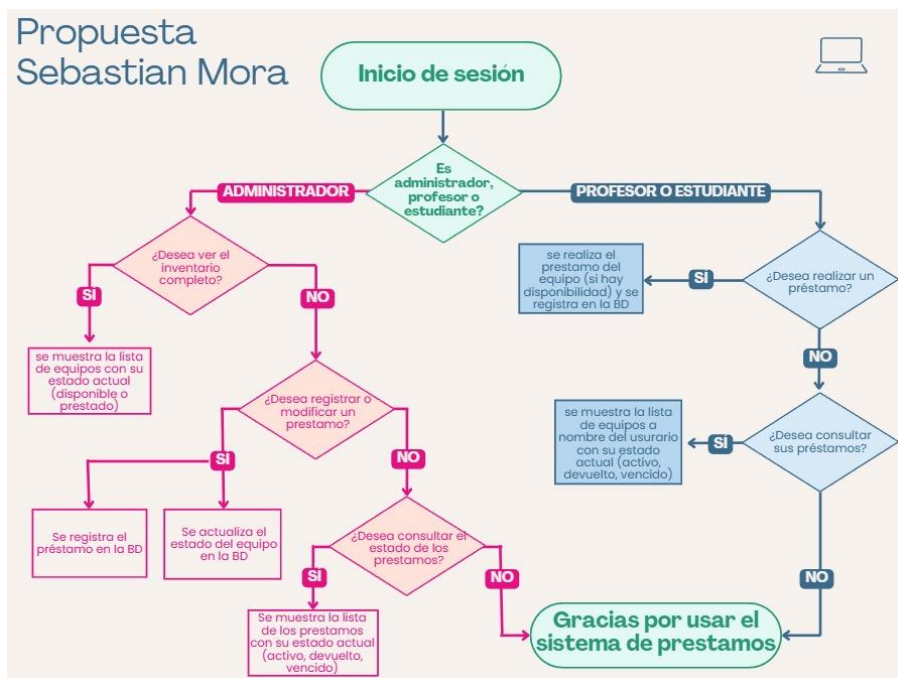 Propuesta
Sebastian Mora
Inicio de sesión
Es
administrador,
profesor o
estudiante?
ADMINISTRADOR
PROFESOR O ESTUDIANTE
¿Desea ver el
inventario
completo?
SI
NO
se muestra la lista
de equipos con su
estado actual
(disponible o
prestado)
¿Desea registrar o
modificar un
prestamo?
SI
NO
Se registra el
préstamo en la BD
Se actualiza el
estado del equipo
en la BD
¿Desea consultar el
estado de los
prestamos?
SI
NO
Se muestra la lista
de los prestamos
con su estado actual
(activo, devuelto,
vencido)
¿Desea realizar un
préstamo?
SI
NO
se realiza el
prestamo del
equipo (si hay
disponibilidad) y se
registra en la BD
¿Desea consultar
sus préstamos?
SI
NO
se muestra la lista
de equipos a
nombre del usurario
con su estado
actual (activo,
devuelto, vencido)
Gracias por usar el
sistema de prestamos